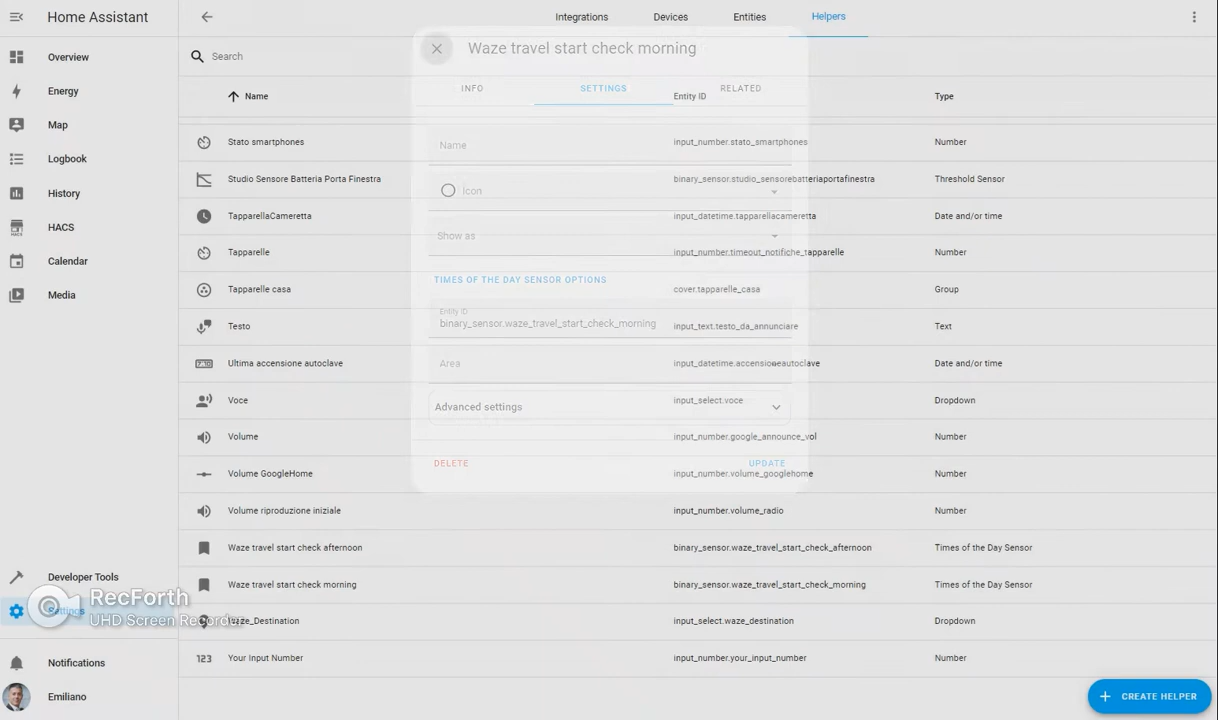 Home Assistant
Overview
Energy
Map
Logbook
History
HACS
Calendar
Media
Developer Tools
Settings
Notifications
Emiliano
RecForth
UHD Screen Recorder
Integrations
Devices
Entities
Helpers
Search
Name
Entity ID
Type
Stato smartphones
input_number.stato_smartphones
Number
Studio Sensore Batteria Porta Finestra
binary_sensor.studio_sensorebatteriaportafinestra
Threshold Sensor
TapparellaCameretta
input_datetime.tapparellacameretta
Date and/or time
Tapparelle
input_number.timeout_notifiche_tapparelle
Number
Tapparelle casa
cover.tapparelle_casa
Group
Testo
input_text.testo_da_annunciare
Text
Ultima accensione autoclave
input_datetime.accensioneautoclave
Date and/or time
Voce
input_select.voce
Dropdown
Volume
input_number.google_announce_vol
Number
Volume GoogleHome
input_number.volume_googlehome
Number
Volume riproduzione iniziale
input_number.volume_radio
Number
Waze travel start check afternoon
binary_sensor.waze_travel_start_check_afternoon
Times of the Day Sensor
Waze travel start check morning
binary_sensor.waze_travel_start_check_morning
Times of the Day Sensor
Waze_Destination
input_select.waze_destination
Dropdown
123
Your Input Number
input_number.your_input_number
Number
CREATE HELPER
Waze travel start check morning
INFO
SETTINGS
RELATED
Name
Icon
Show as
TIMES OF THE DAY SENSOR OPTIONS
Entity ID
binary_sensor.waze_travel_start_check_morning
Area
Advanced settings
DELETE
UPDATE